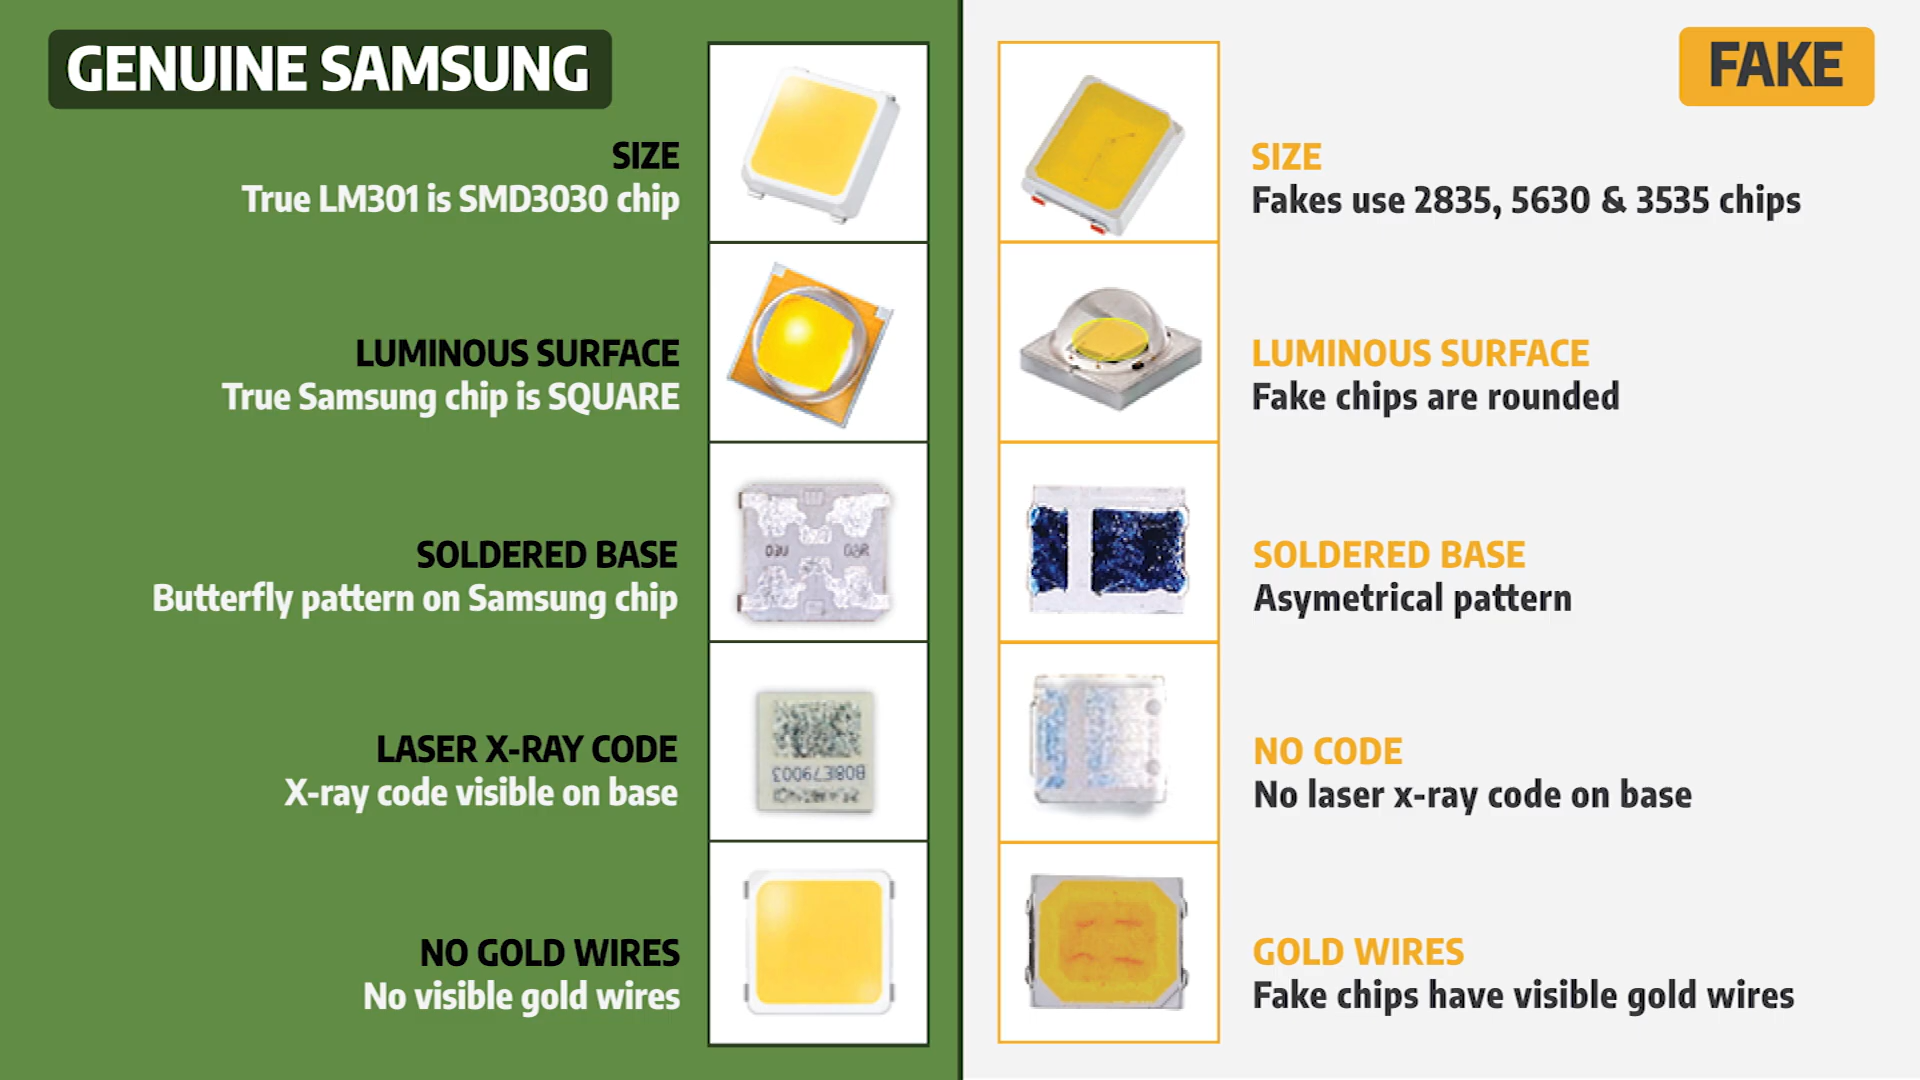 GENUINE SAMSUNG
SIZE
True LM301 is SMD3030 chip
LUMINOUS SURFACE
True Samsung chip is SQUARE
SOLDERED BASE
Butterfly pattern on Samsung chip
LASER X-RAY CODE
X-ray code visible on base
NO GOLD WIRES
No visible gold wires
B08IE79003
FAKE
SIZE
Fakes use 2835, 5630 & 3535 chips
LUMINOUS SURFACE
Fake chips are rounded
SOLDERED BASE
Asymetrical pattern
NO CODE
No laser x-ray code on base
GOLD WIRES
Fake chips have visible gold wires